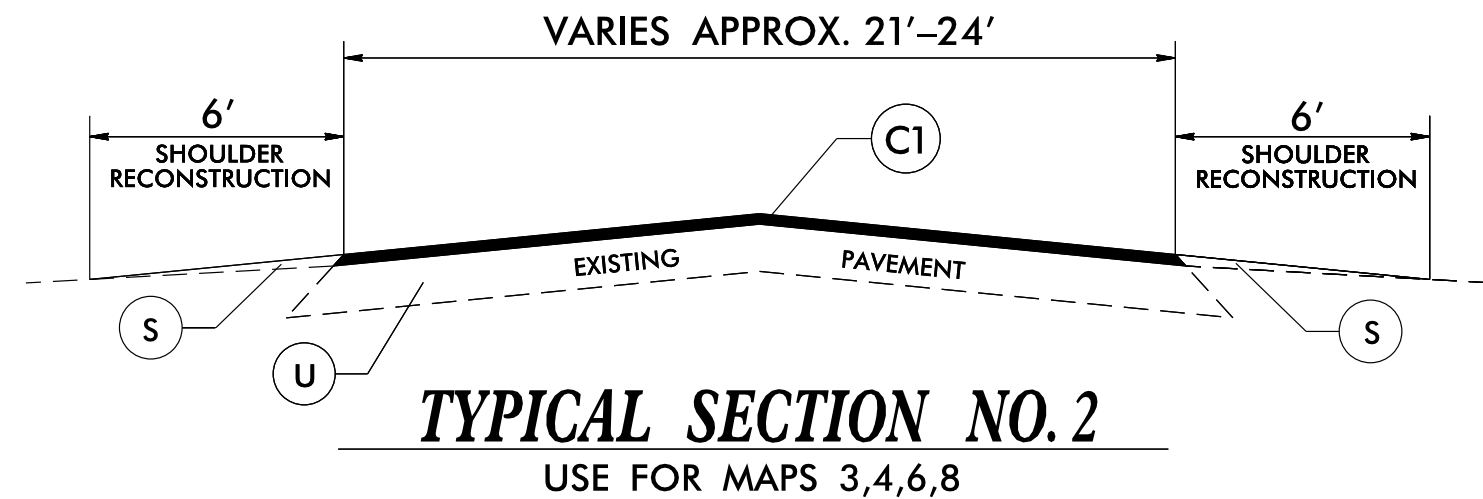 VARIES APPROX. 21'–24'
6'
SHOULDER
RECONSTRUCTION
6'
SHOULDER
RECONSTRUCTION
C1
EXISTING PAVEMENT
S
U
S
TYPICAL SECTION NO. 2
USE FOR MAPS 3,4,6,8